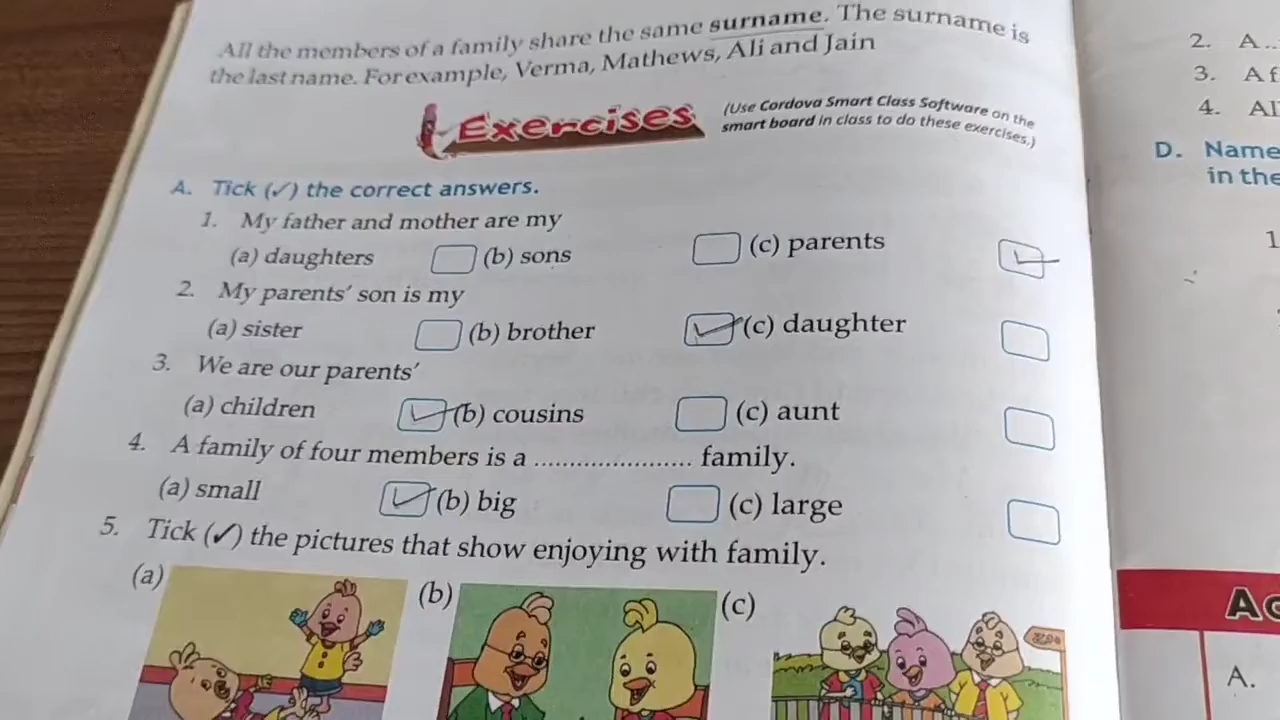 All the members of a family share the same surname. The surname is
the last name. For example, Verma, Mathews, Ali and Jain
Exercises
(Use Cordova Smart Class Software on the
smart board in class to do these exercises.)
A. Tick (✓) the correct answers.
1. My father and mother are my
(a) daughters (b) sons (c) parents
2. My parents' son is my
(a) sister (b) brother (c) daughter
3. We are our parents'
(a) children (b) cousins (c) aunt
4. A family of four members is a ...................... family.
(a) small (b) big (c) large
5. Tick (✓) the pictures that show enjoying with family.
(a) (b) (c)
2. A..
3. A f
4. Al
D. Name
in the
1
Ac
A.